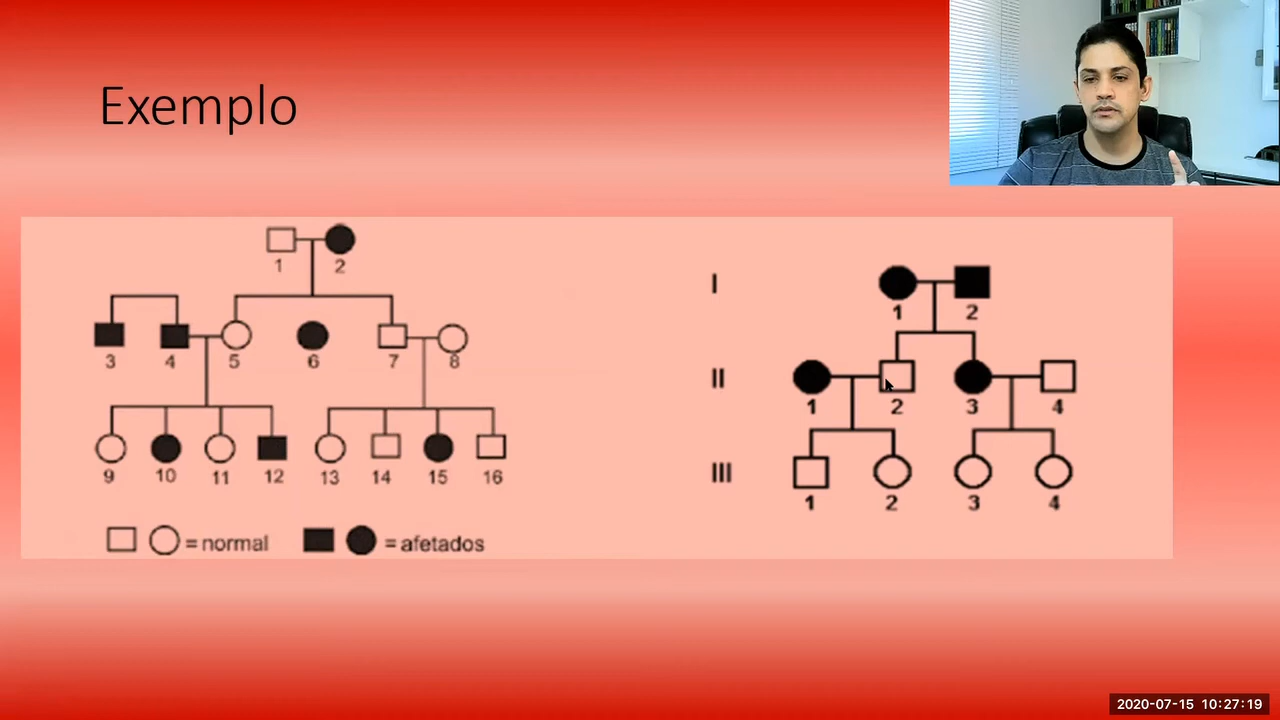 Exemplo
1 2
3 4 5 6 7 8
9 10 11 12 13 14 15 16
= normal = afetados
I
1 2
II
1 2 3 4
III
1 2 3 4
2020-07-15 10:27:19